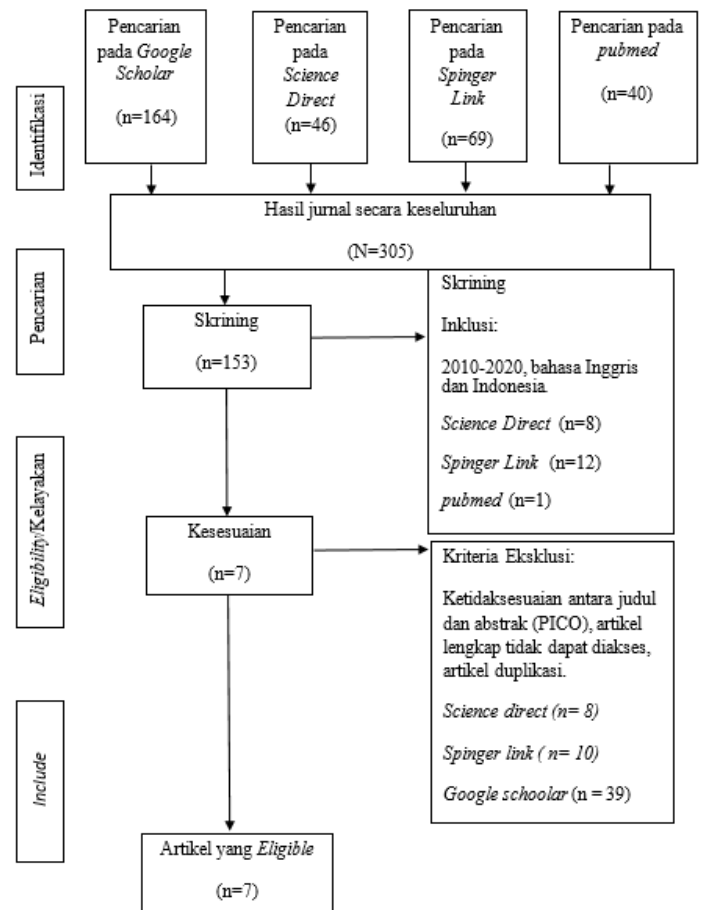 Pencarian
pada Google
Scholar
(n=164)
Pencarian
pada
Science
Direct
(n=46)
Pencarian
pada
Spinger
Link
(n=69)
Pencarian pada
pubmed
(n=40)
Identifikasi
Hasil jurnal secara keseluruhan
(N=305)
Pencarian
Skrining
(n=153)
Skrining
Inklusi:
2010-2020, bahasa Inggris
dan Indonesia.
Science Direct (n=8)
Spinger Link (n=12)
pubmed (n=1)
Eligibility/Kelayakan
Kesesuaian
(n=7)
Kriteria Eksklusi:
Ketidaksesuaian antara judul
dan abstrak (PICO), artikel
lengkap tidak dapat diakses,
artikel duplikasi.
Science direct (n= 8)
Spinger link ( n= 10)
Google schoolar (n = 39)
Include
Artikel yang Eligible
(n=7)